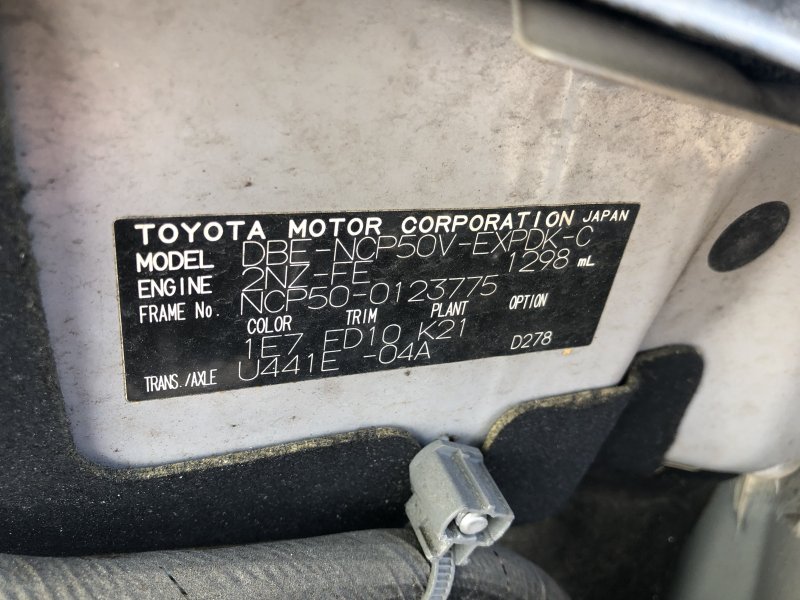 TOYOTA MOTOR CORPORATION JAPAN
MODEL DBE-NCP50V-EXPDK-C
ENGINE 2NZ-FE 1298 mL
FRAME No. NCP50-0123775
COLOR TRIM PLANT OPTION
1E7 FD10 K21
TRANS./AXLE U441E -04A D278